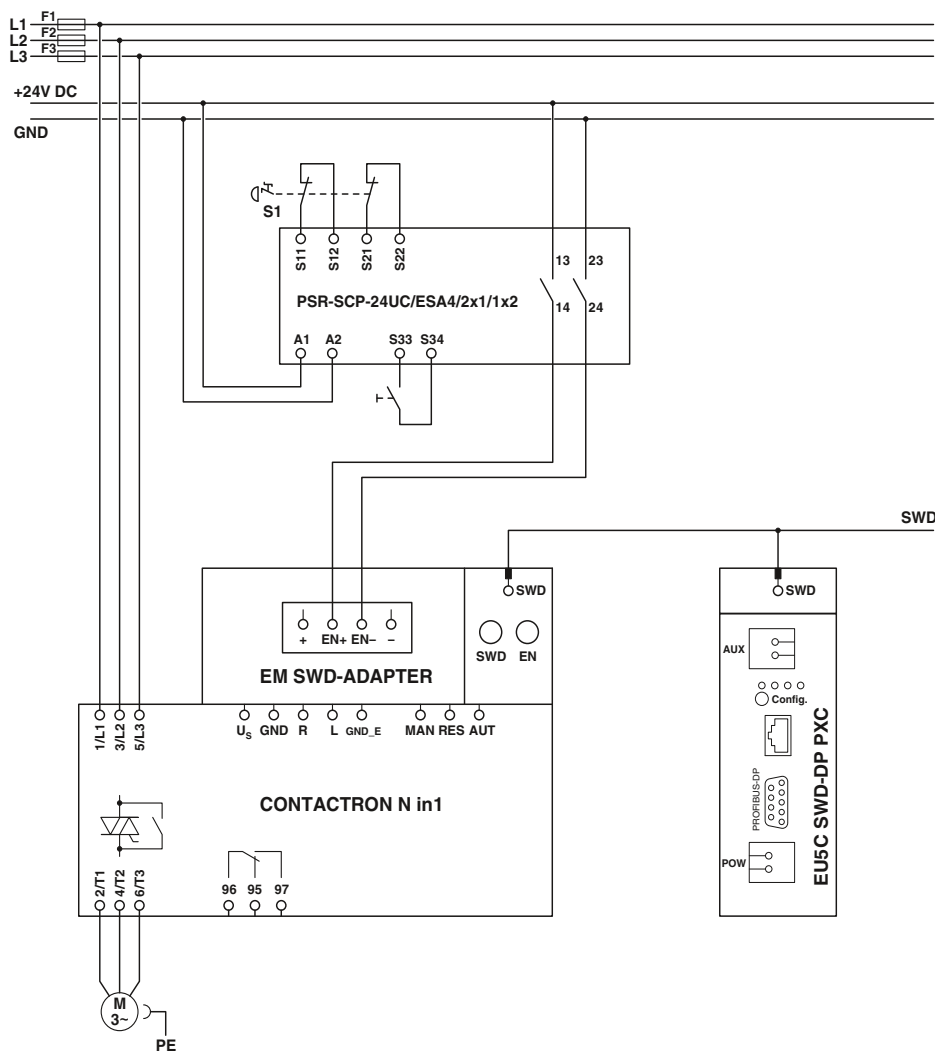 L1 F1
L2 F2
L3 F3
+24V DC
GND
S1
S11 S12 S21 S22
13 23
PSR-SCP-24UC/ESA4/2x1/1x2
14 24
A1 A2 S33 S34
SWD
SWD
SWD
+ EN+ EN– –
SWD EN
EM SWD-ADAPTER
AUX
Config.
1/L1 3/L2 5/L3
US GND R L GND_E MAN RES AUT
CONTACTRON N in1
PROFIBUS-DP
EU5C SWD-DP PXC
POW
96 95 97
2/T1 4/T2 6/T3
M
3~
PE